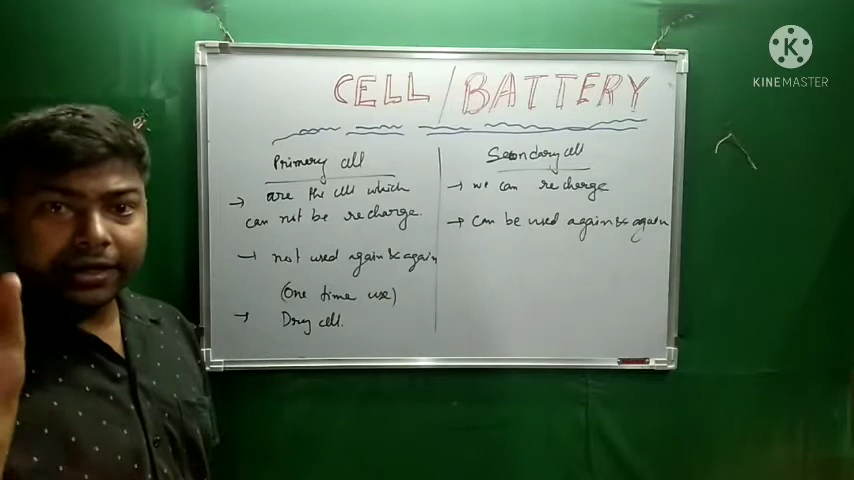 KINEMASTER
CELL / BATTERY
Primary cell
→ are the cell which
can not be recharge.
→ not used again & again
(One time use)
→ Dry cell.
Secondary cell
→ we can recharge
→ can be used again & again